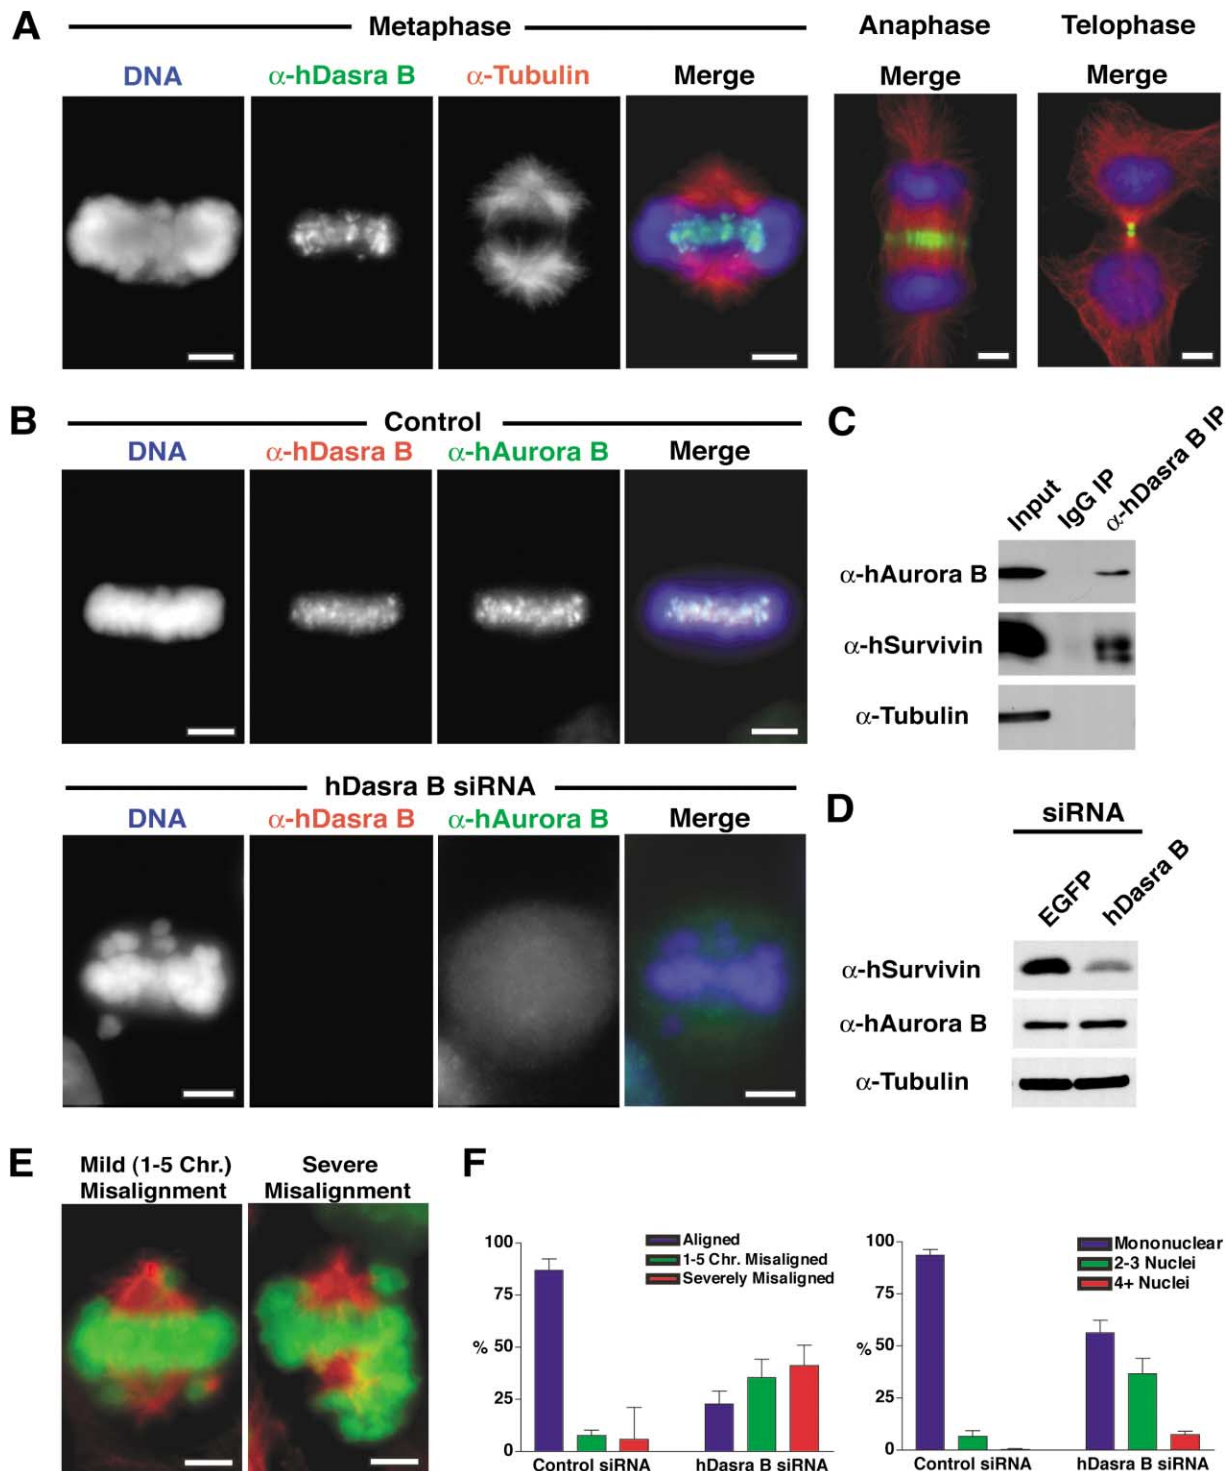 A
Metaphase
Anaphase
Telophase
DNA
α-hDasra B
α-Tubulin
Merge
Merge
Merge
B
Control
DNA
α-hDasra B
α-hAurora B
Merge
hDasra B siRNA
DNA
α-hDasra B
α-hAurora B
Merge
C
Input
IgG IP
α-hDasra B IP
α-hAurora B
α-hSurvivin
α-Tubulin
D
siRNA
EGFP
hDasra B
α-hSurvivin
α-hAurora B
α-Tubulin
E
Mild (1-5 Chr.)
Misalignment
Severe
Misalignment
F
100
75
50
25
0
%
Aligned
1-5 Chr. Misaligned
Severely Misaligned
Control siRNA
hDasra B siRNA
100
75
50
25
0
%
Mononuclear
2-3 Nuclei
4+ Nuclei
Control siRNA
hDasra B siRNA